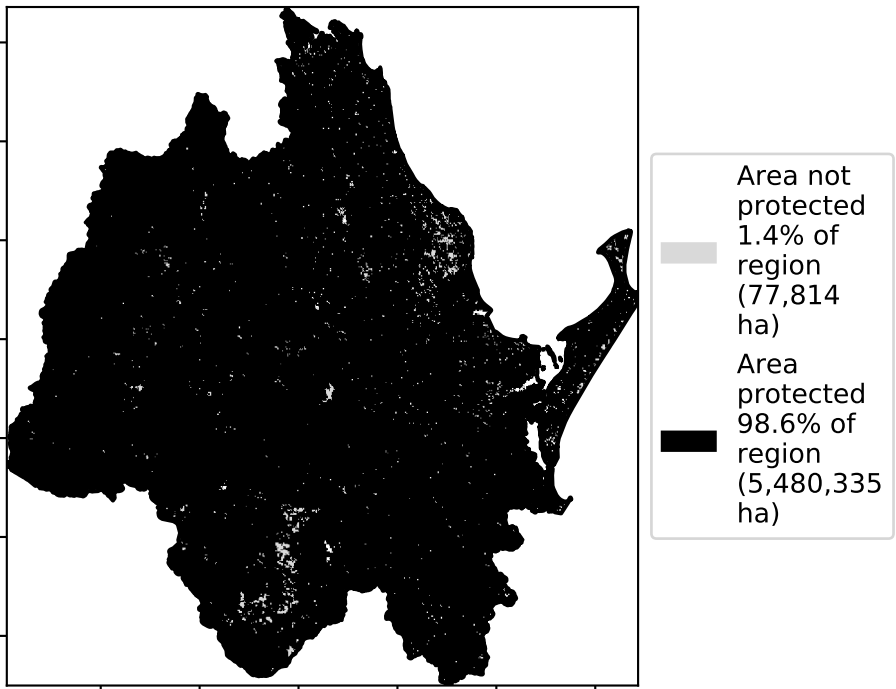 Area not
protected
1.4% of
region
(77,814
ha)
Area
protected
98.6% of
region
(5,480,335
ha)